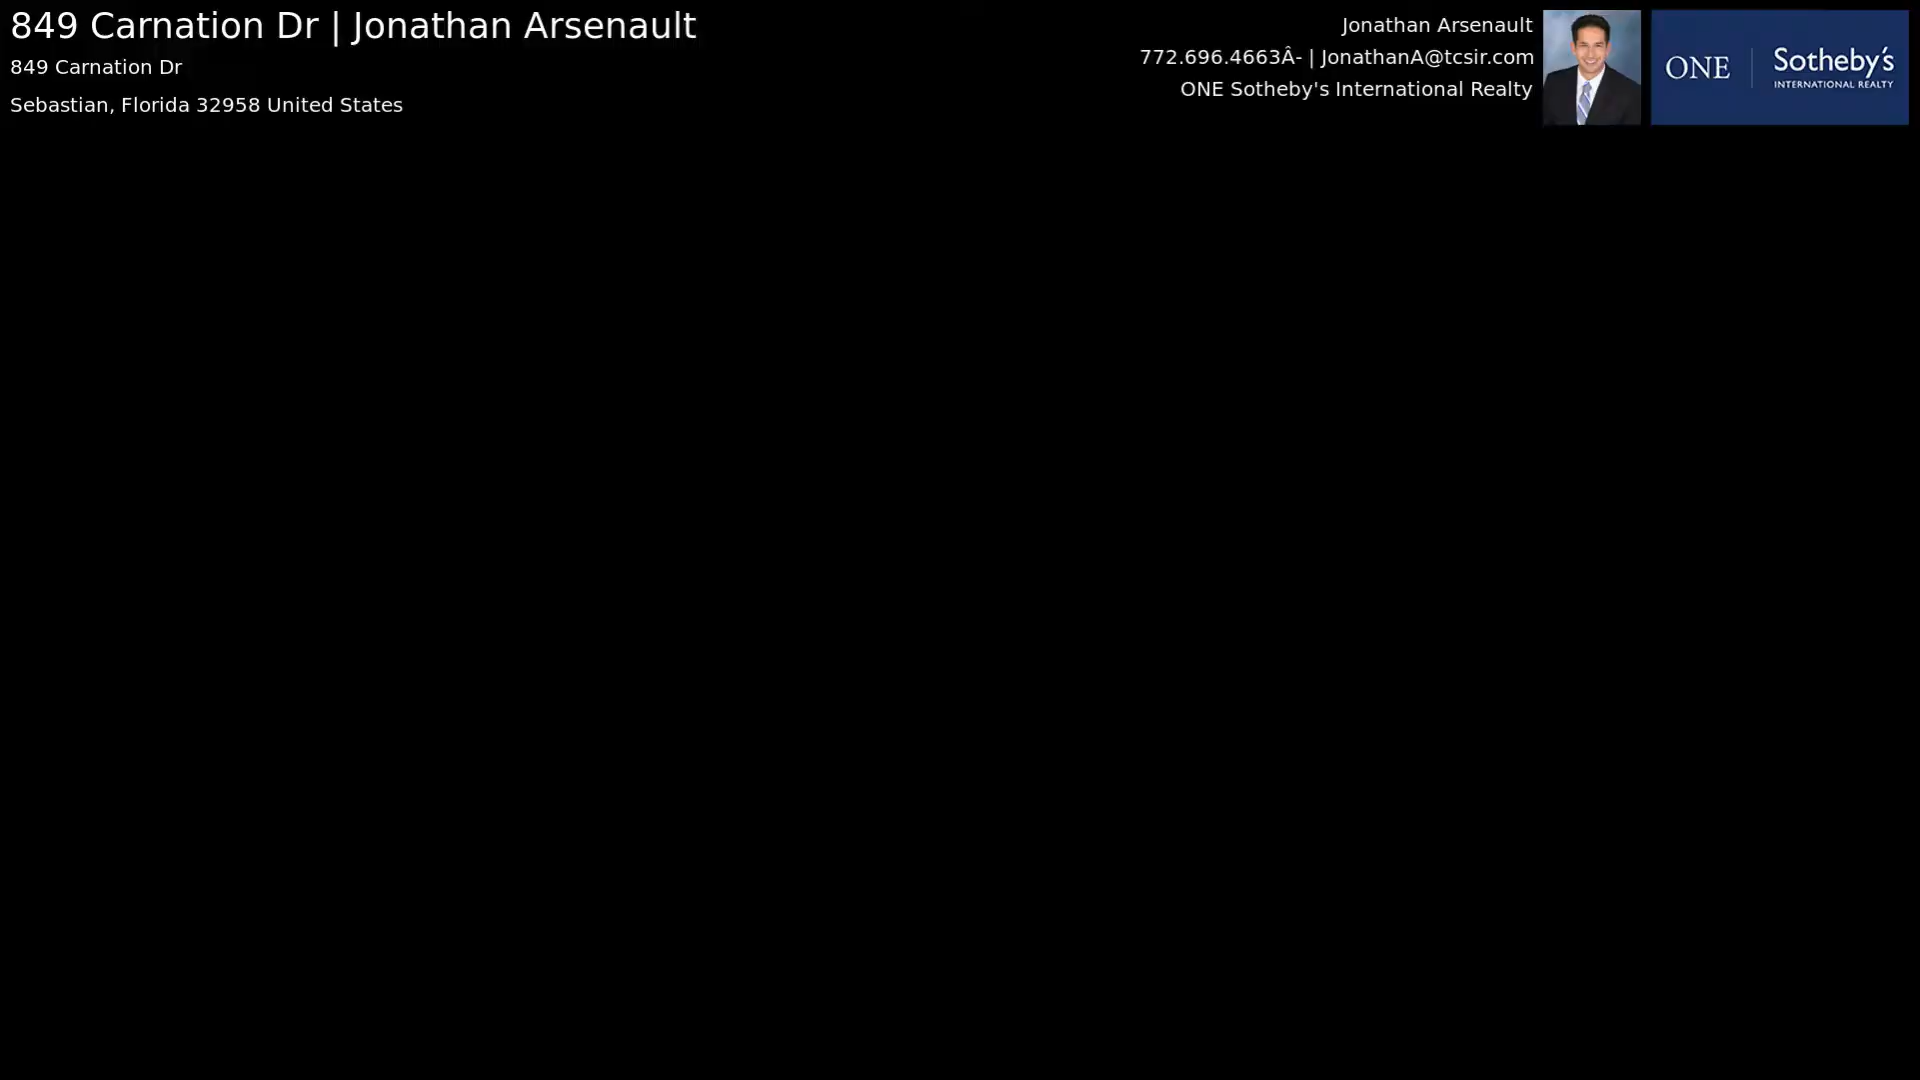 849 Carnation Dr | Jonathan Arsenault
849 Carnation Dr
Sebastian, Florida 32958 United States
Jonathan Arsenault
772.696.4663Â- | JonathanA@tcsir.com
ONE Sotheby's International Realty
ONE Sotheby's
INTERNATIONAL REALTY